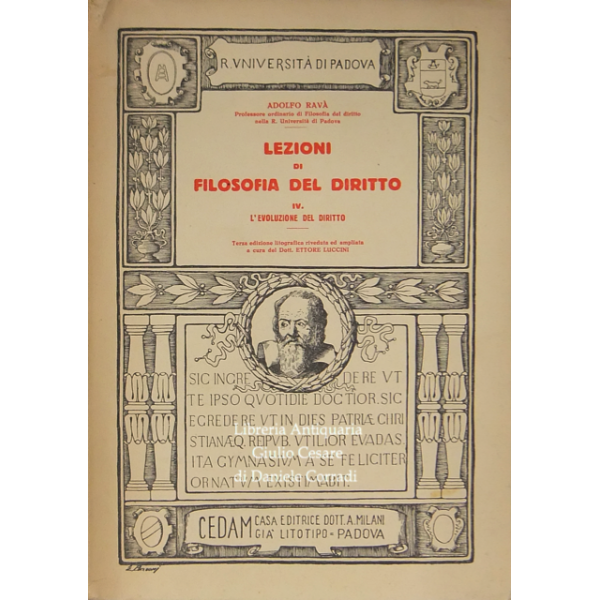 R. VNIVERSITÀ DI PADOVA
ADOLFO RAVÀ
Professore ordinario di Filosofia del diritto
nella R. Università di Padova
LEZIONI
DI
FILOSOFIA DEL DIRITTO
IV.
L'EVOLUZIONE DEL DIRITTO
Terza edizione litografica riveduta ed ampliata
a cura del Dott. ETTORE LUCCINI
SIC INGRE DERE VT
TE IPSO QVOTIDIE DOCTIOR. SIC
EGREDERE VT IN DIES PATRIÆ CHRI
STIANÆQ. REPVB. VTILIOR EVADAS.
ITA GYMNASIVM A SE FELICITER
ORNATVM EXISTIMABIT.
Libreria Antiquaria
Giulio Cesare
di Daniele Corradi
CEDAM CASA EDITRICE DOTT. A. MILANI
GIÀ LITOTIPO - PADOVA